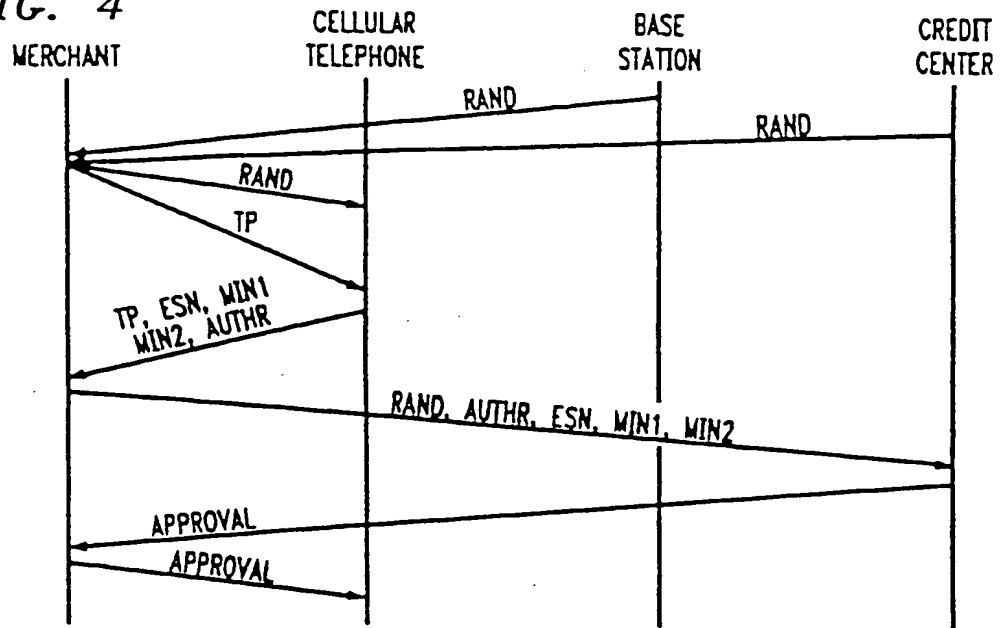 IG. 4
MERCHANT
CELLULAR
TELEPHONE
BASE
STATION
CREDIT
CENTER
RAND
RAND
RAND
TP
TP, ESN, MIN1
MIN2, AUTHR
RAND, AUTHR, ESN, MIN1, MIN2
APPROVAL
APPROVAL